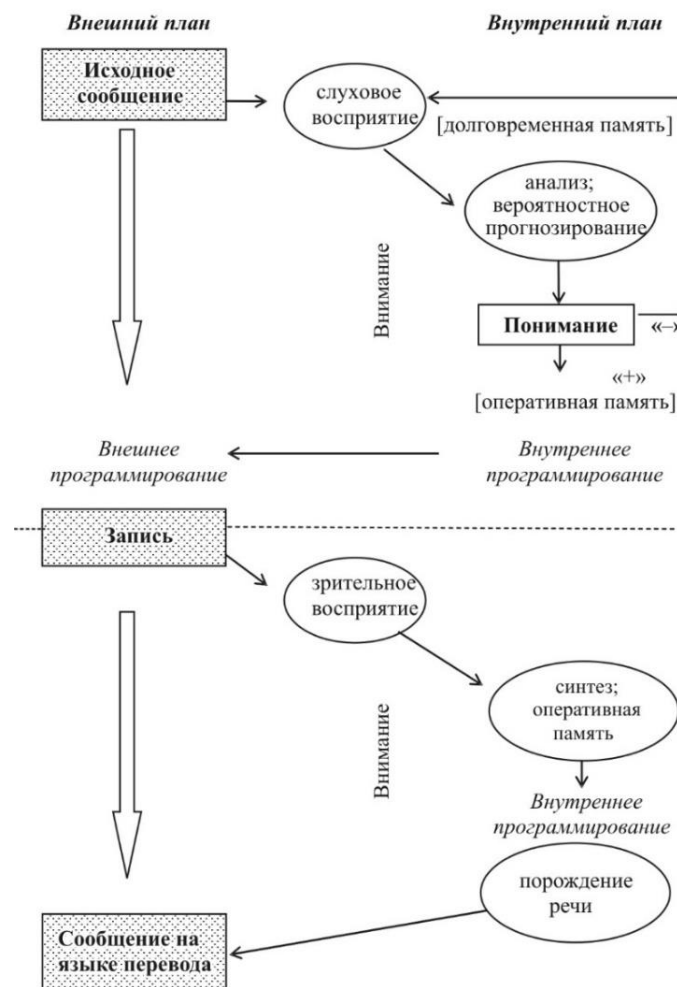 Внешний план
Внутренний план
Исходное
сообщение
слуховое
восприятие
[долговременная память]
анализ;
вероятностное
прогнозирование
Внимание
Понимание
«–»
«+»
[оперативная память]
Внешнее
программирование
Внутреннее
программирование
Запись
зрительное
восприятие
синтез;
оперативная
память
Внимание
Внутреннее
программирование
порождение
речи
Сообщение на
языке перевода